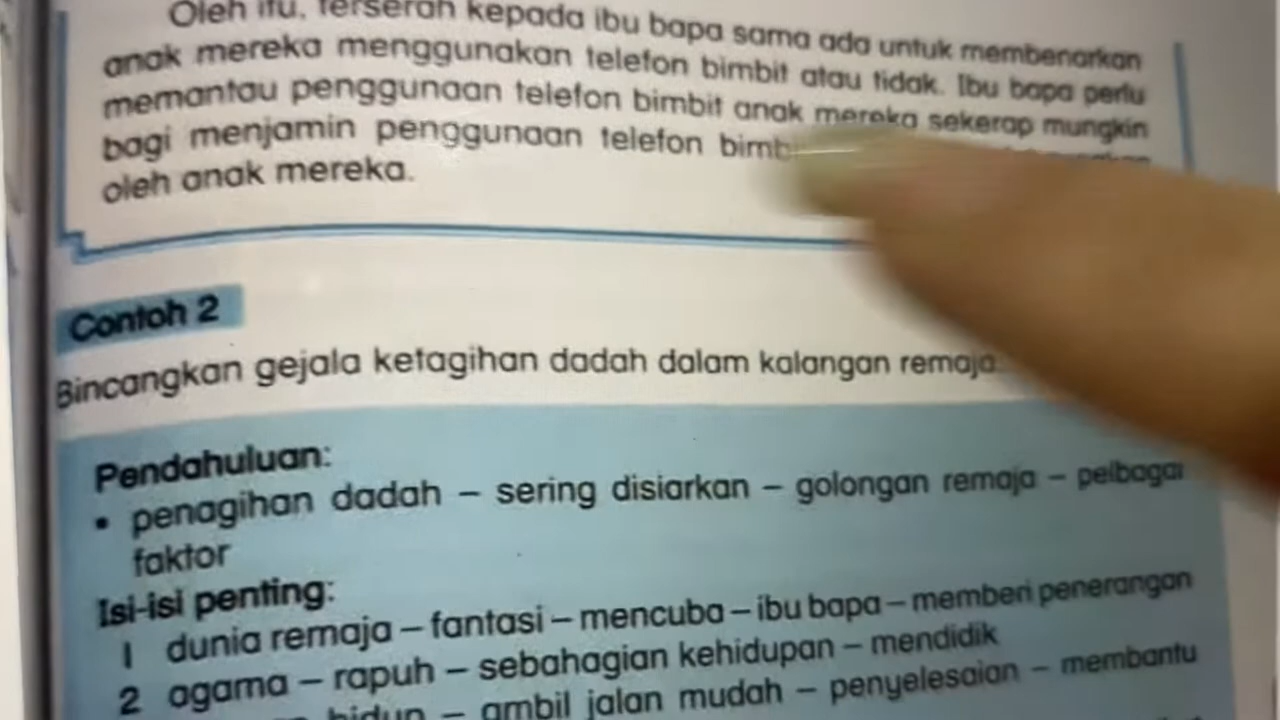 Oleh itu, terserah kepada ibu bapa sama ada untuk membenarkan
anak mereka menggunakan telefon bimbit atau tidak. Ibu bapa perlu
memantau penggunaan telefon bimbit anak mereka sekerap mungkin
bagi menjamin penggunaan telefon
oleh anak mereka.
Contoh 2
Bincangkan gejala ketagihan dadah dalam kalangan remaja.
Pendahuluan:
• penagihan dadah – sering disiarkan – golongan remaja – pelbagai
faktor
Isi-isi penting:
1 dunia remaja – fantasi – mencuba – ibu bapa – memberi penerangan
2 agama – rapuh – sebahagian kehidupan – mendidik
hidup – ambil jalan mudah – penyelesaian – membantu